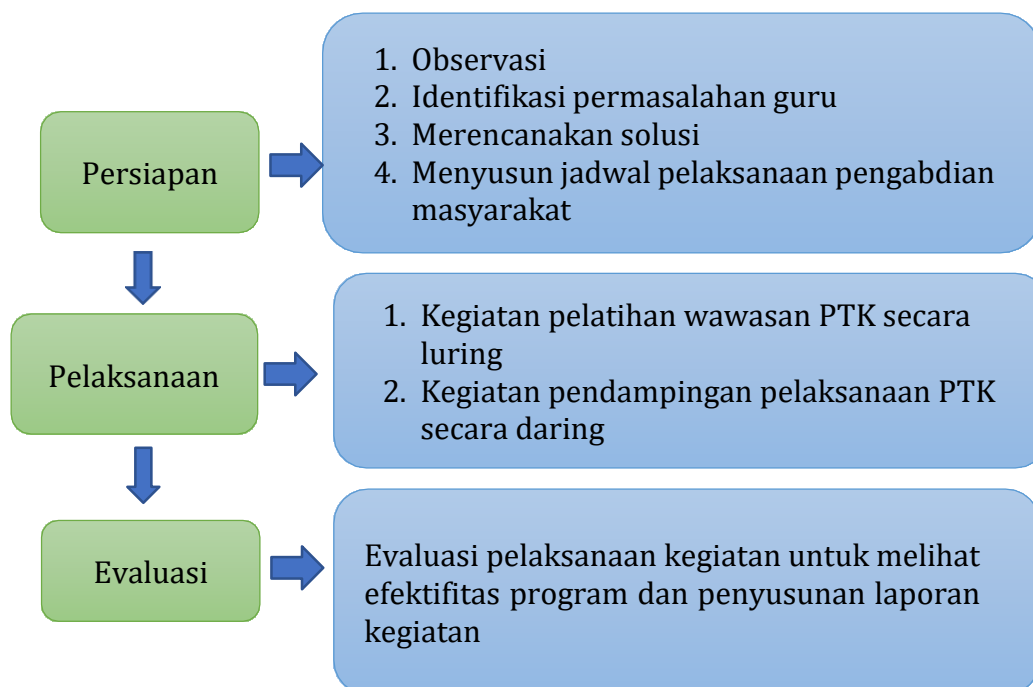 Persiapan
1. Observasi
2. Identifikasi permasalahan guru
3. Merencanakan solusi
4. Menyusun jadwal pelaksanaan pengabdian
masyarakat
Pelaksanaan
1. Kegiatan pelatihan wawasan PTK secara
luring
2. Kegiatan pendampingan pelaksanaan PTK
secara daring
Evaluasi
Evaluasi pelaksanaan kegiatan untuk melihat
efektifitas program dan penyusunan laporan
kegiatan